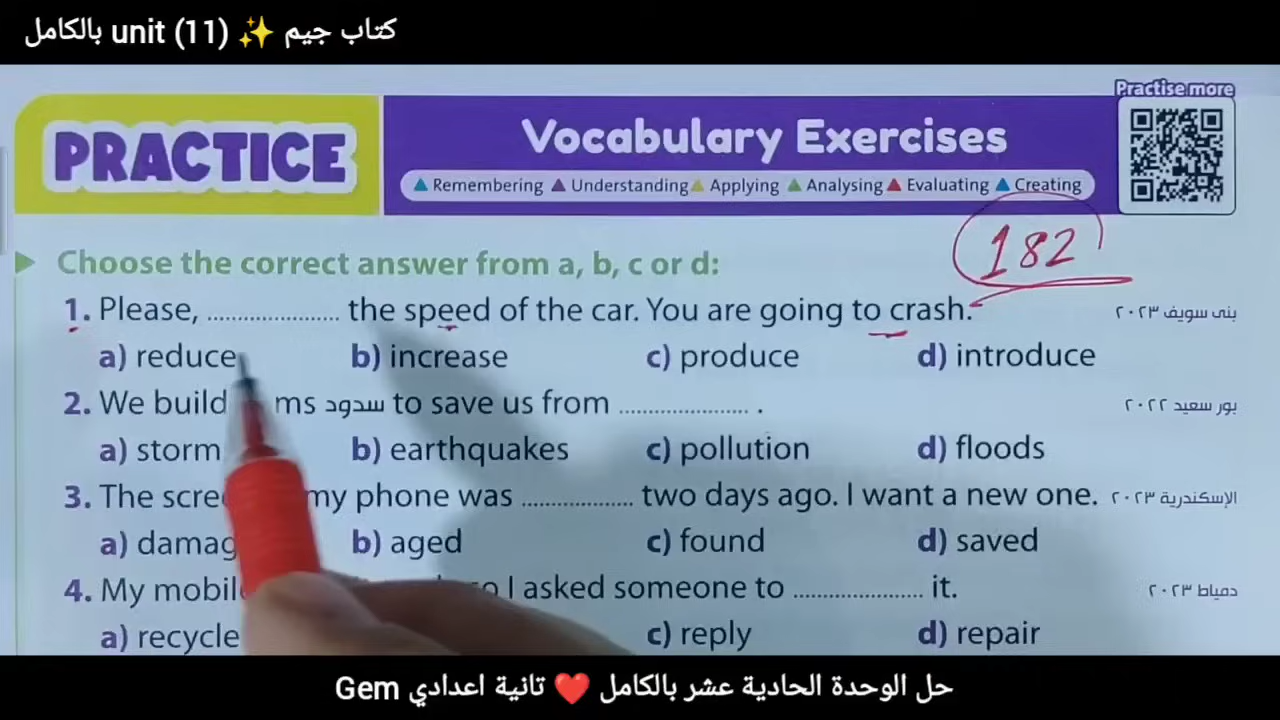 كتاب جيم ✨ unit (11) بالكامل
Practise more
PRACTICE
Vocabulary Exercises
Remembering Understanding Applying Analysing Evaluating Creating
182
Choose the correct answer from a, b, c or d:
1. Please, ...................... the speed of the car. You are going to crash. بنى سويف ٢٠٢٣
a) reduce b) increase c) produce d) introduce
2. We build ms سدود to save us from ..................... . بور سعيد ٢٠٢٢
a) storm b) earthquakes c) pollution d) floods
3. The scre my phone was .................. two days ago. I want a new one. الإسكندرية ٢٠٢٣
a) damag b) aged c) found d) saved
4. My mobil o I asked someone to ..................... it. دمياط ٢٠٢٣
a) recycle c) reply d) repair
حل الوحدة الحادية عشر بالكامل ❤️ تانية اعدادي Gem